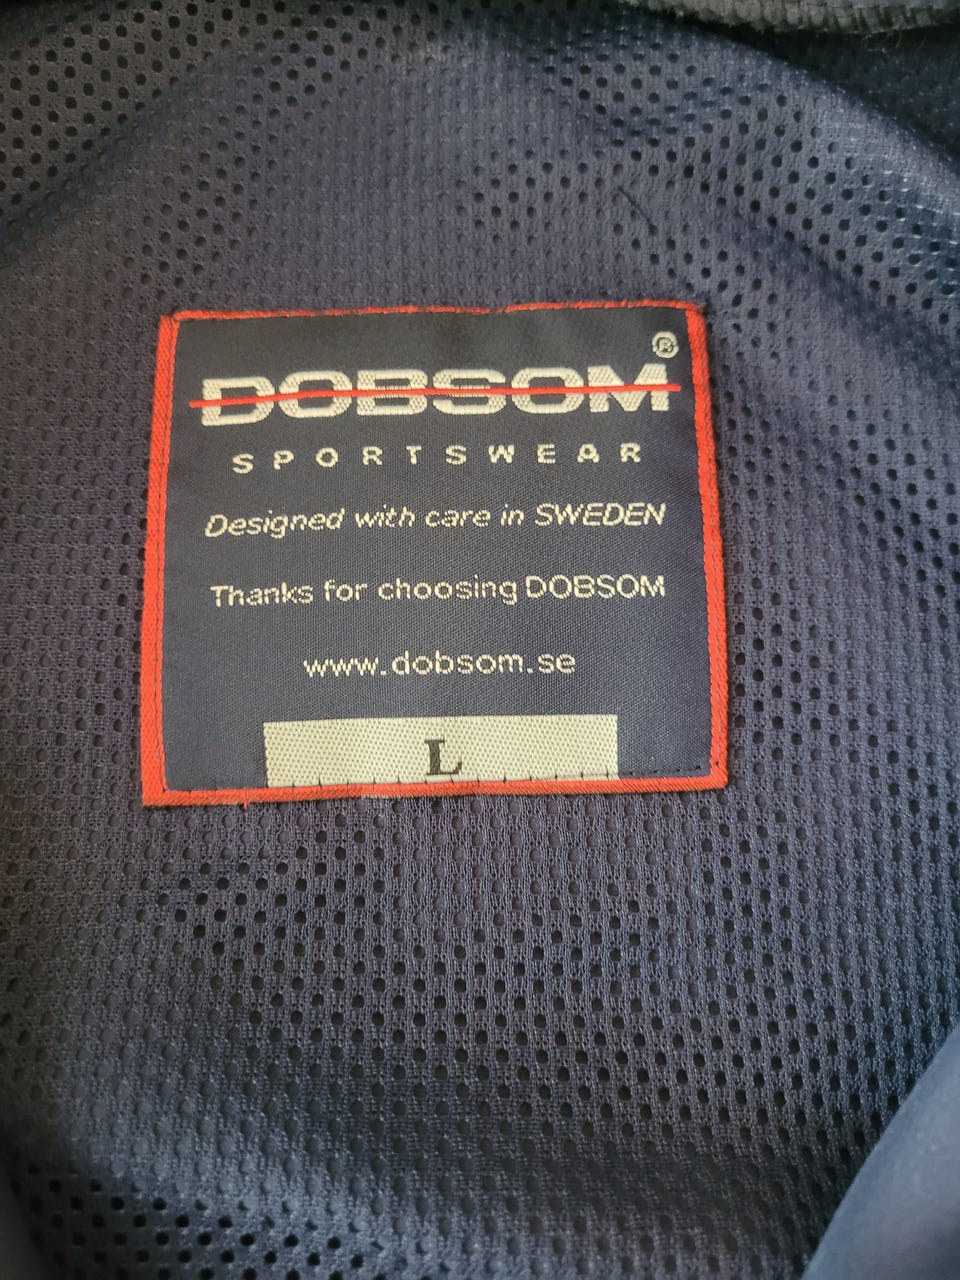 DOBSOM®
SPORTSWEAR
Designed with care in SWEDEN
Thanks for choosing DOBSOM
www.dobsom.se
L